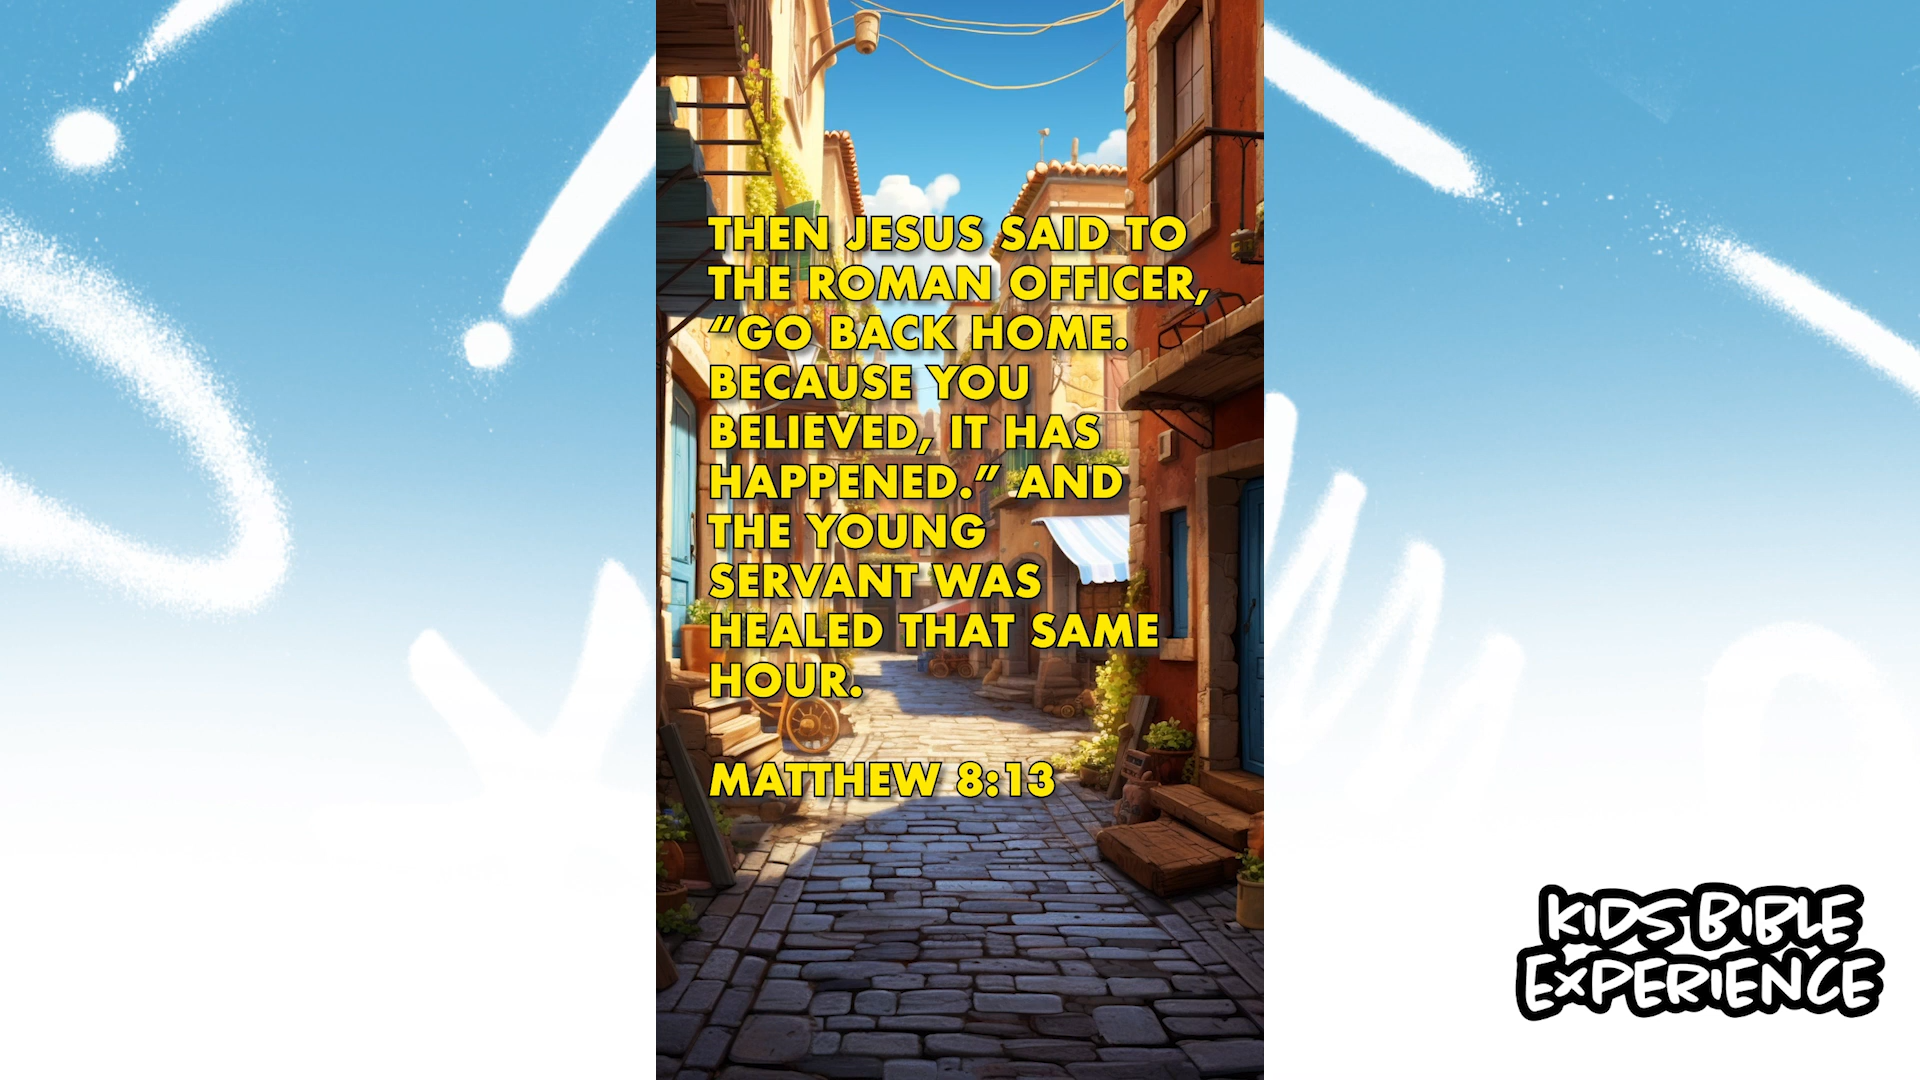 THEN JESUS SAID TO
THE ROMAN OFFICER,
“GO BACK HOME.
BECAUSE YOU
BELIEVED, IT HAS
HAPPENED.” AND
THE YOUNG
SERVANT WAS
HEALED THAT SAME
HOUR.
MATTHEW 8:13
KIDS BIBLE
EXPERIENCE